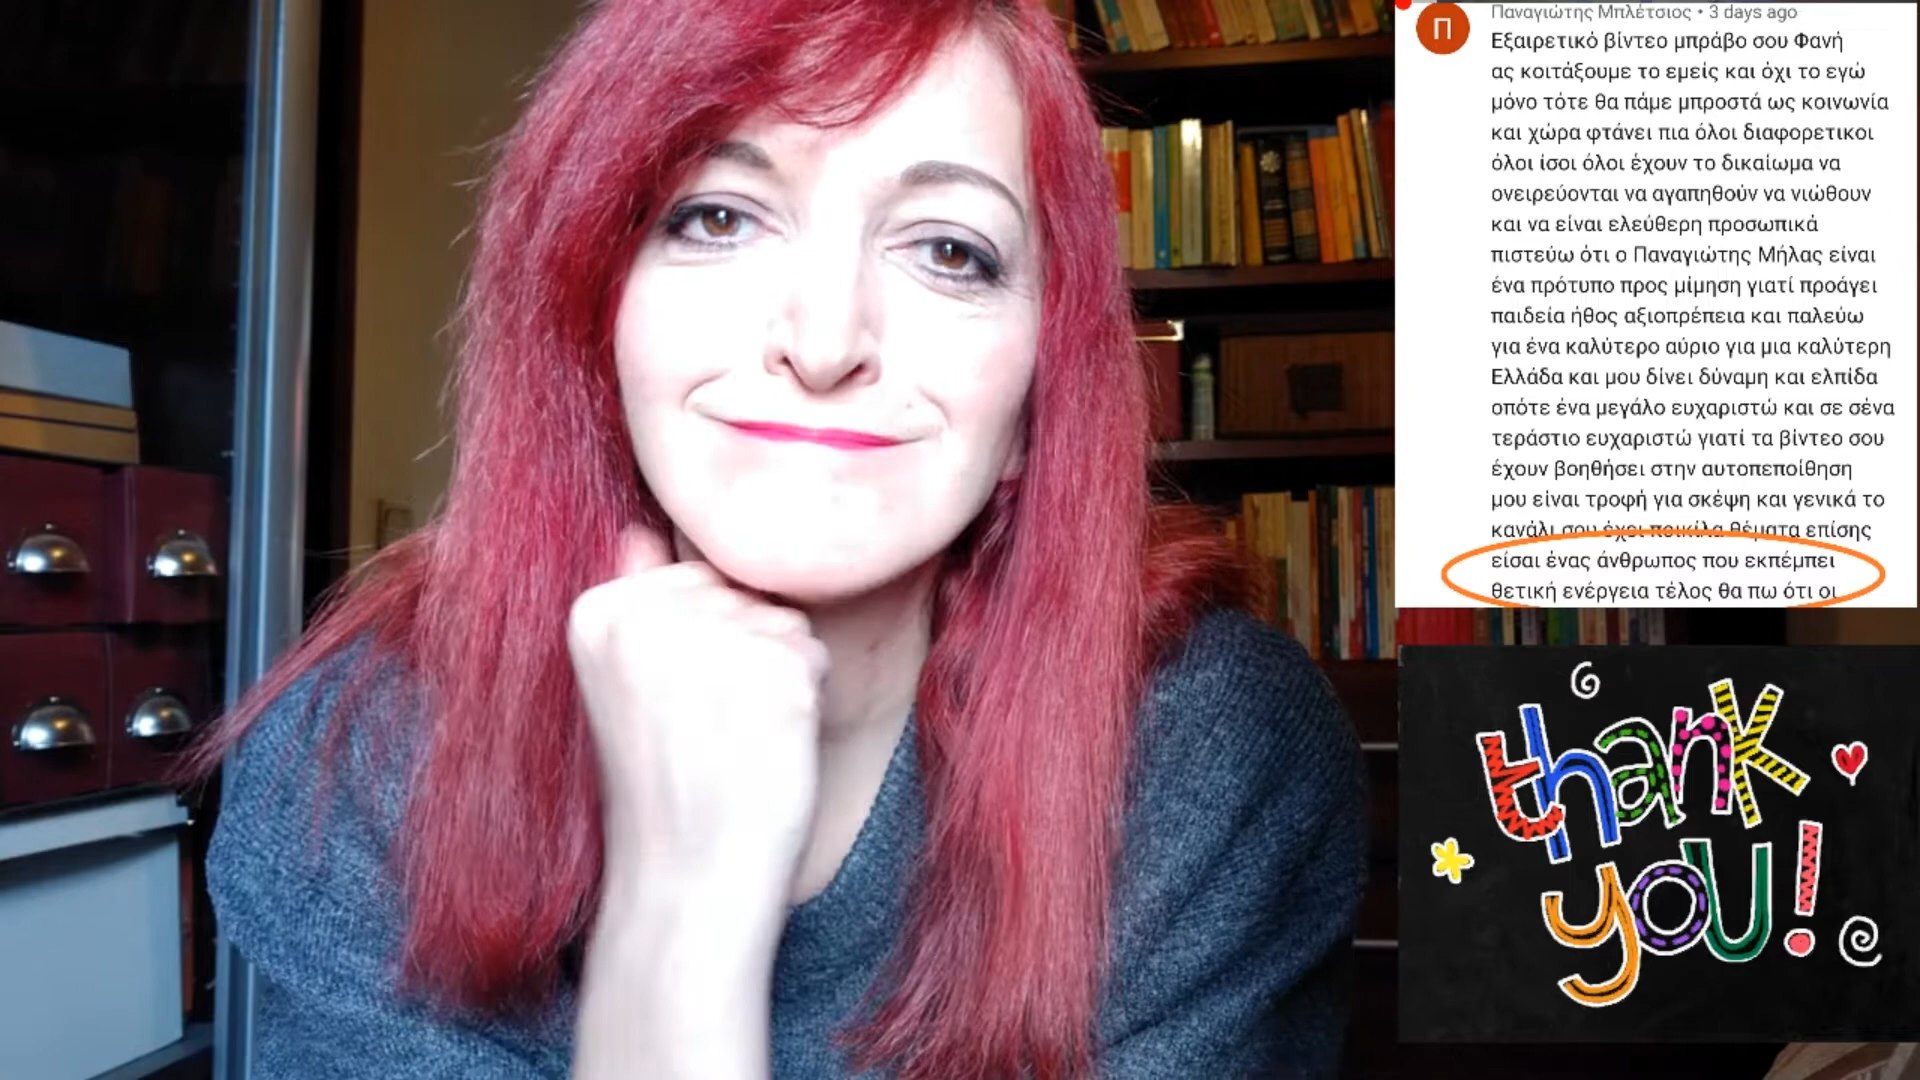 Παναγιώτης Μπλέτσιος • 3 days ago
Π
Εξαιρετικό βίντεο μπράβο σου Φανή
ας κοιτάξουμε το εμείς και όχι το εγώ
μόνο τότε θα πάμε μπροστά ως κοινωνία
και χώρα φτάνει πια όλοι διαφορετικοι
όλοι ίσοι όλοι έχουν το δικαίωμα να
ονειρεύονται να αγαπηθούν να νιώθουν
και να είναι ελεύθερη προσωπικά
πιστεύω ότι ο Παναγιώτης Μήλας είναι
ένα πρότυπο προς μίμηση γιατί προάγει
παιδεία ήθος αξιοπρέπεια και παλεύω
για ένα καλύτερο αύριο για μια καλύτερη
Ελλάδα και μου δίνει δύναμη και ελπίδα
οπότε ένα μεγάλο ευχαριστώ και σε σένα
τεράστιο ευχαριστώ γιατί τα βίντεο σου
έχουν βοηθήσει στην αυτοπεποίθηση
μου είναι τροφή για σκέψη και γενικά το
κανάλι σου έχει ποικίλα θέματα επίσης
είσαι ένας άνθρωπος που εκπέμπει
θετική ενέργεια τέλος θα πω ότι οι
thank
you!